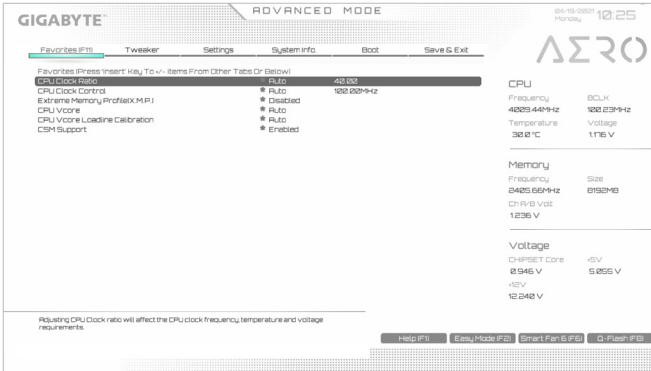 GIGABYTE™
ADVANCED MODE
04/19/2021
Monday
10:25
Favorites (F11)
Tweaker
Settings
System Info.
Boot
Save & Exit
AERO
Favorites (Press 'Insert' Key To +/- Items From Other Tabs Or Below)
CPU Clock Ratio Auto 40.00
CPU Clock Control Auto 100.00MHz
Extreme Memory Profile(X.M.P.) Disabled
CPU Vcore Auto
CPU Vcore Loadline Calibration Auto
CSM Support Enabled
CPU
Frequency BCLK
4009.44MHz 100.23MHz
Temperature Voltage
30.0 °C 1.176 V
Memory
Frequency Size
2405.66MHz 8192MB
Ch A/B Volt
1.236 V
Voltage
CHIPSET Core +5V
0.946 V 5.055 V
+12V
12.240 V
Adjusting CPU Clock ratio will affect the CPU clock frequency, temperature and voltage
requirements.
Help (F1) Easy Mode (F2) Smart Fan 6 (F6) Q-Flash (F8)